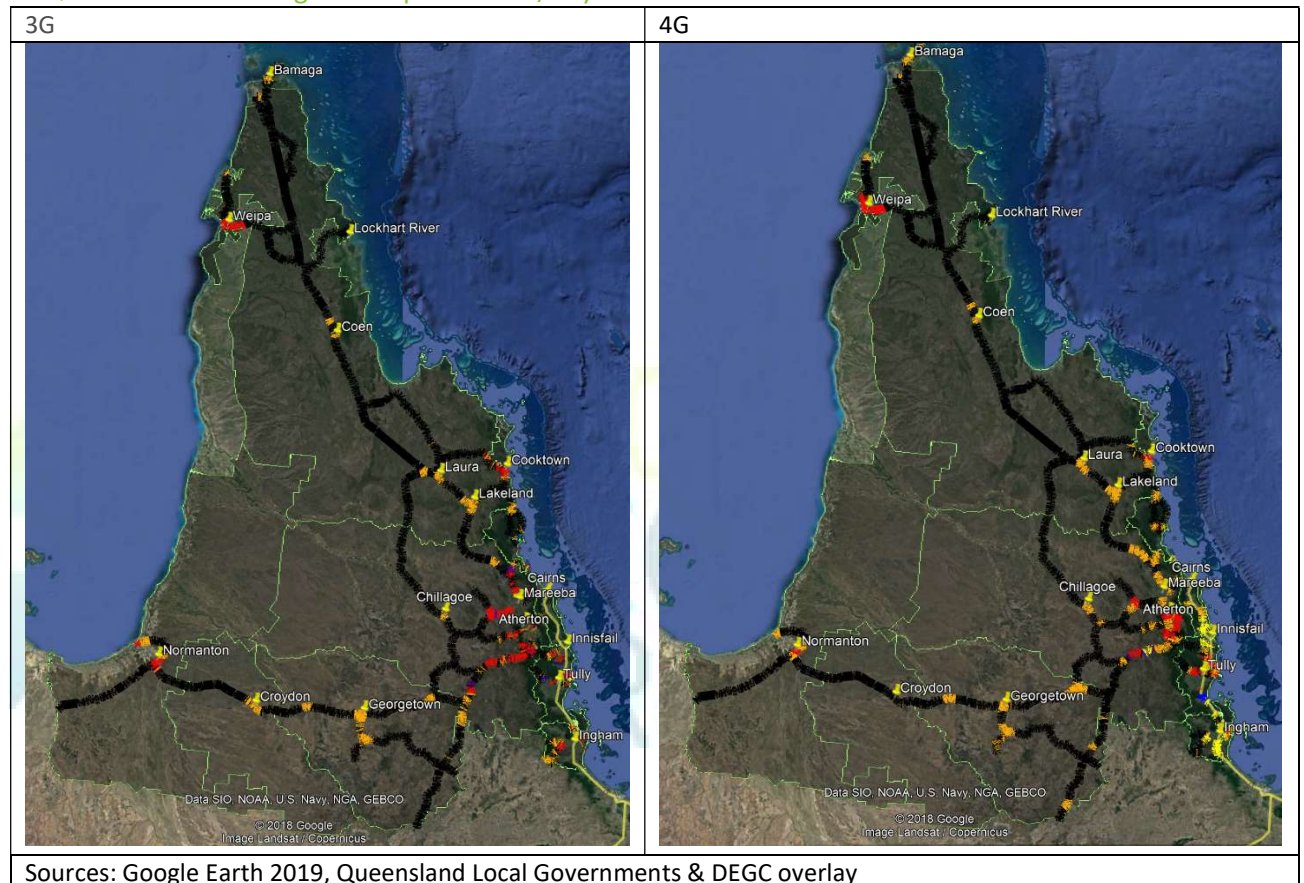 3G
4G
Bamaga
Weipa
Lockhart River
Coen
Laura
Cooktown
Lakeland
Cairns
Mareeba
Chillagoe
Atherton
Innisfail
Normanton
Tully
Croydon
Georgetown
Ingham
Data SIO, NOAA, U.S. Navy, NGA, GEBCO
© 2018 Google
Image Landsat / Copernicus
Bamaga
Weipa
Lockhart River
Coen
Laura
Cooktown
Lakeland
Cairns
Mareeba
Chillagoe
Atherton
Innisfail
Normanton
Tully
Croydon
Georgetown
Ingham
Data SIO, NOAA, U.S. Navy, NGA, GEBCO
© 2018 Google
Image Landsat / Copernicus
Sources: Google Earth 2019, Queensland Local Governments & DEGC overlay